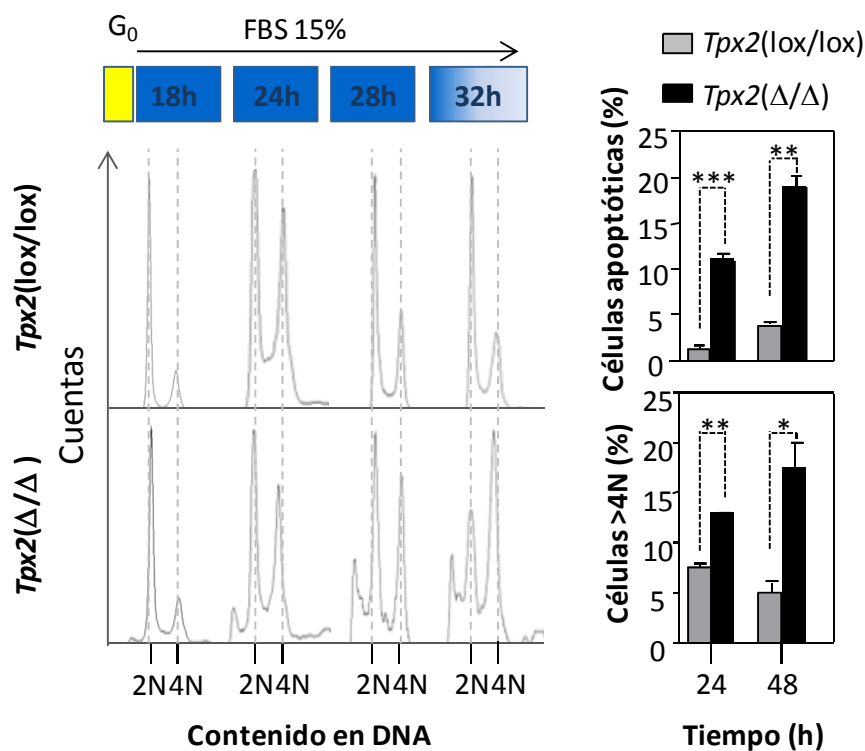 G0
FBS 15%
18h 24h 28h 32h
Tpx2(lox/lox)
Tpx2(Δ/Δ)
Cuentas
Tpx2(lox/lox)
Tpx2(Δ/Δ )
2N4N 2N4N 2N4N 2N4N
Contenido en DNA
Células apoptóticas (%)
25
20
15
10
5
0
*** **
Células >4N (%)
25
20
15
10
5
0
** *
24 48
Tiempo (h)